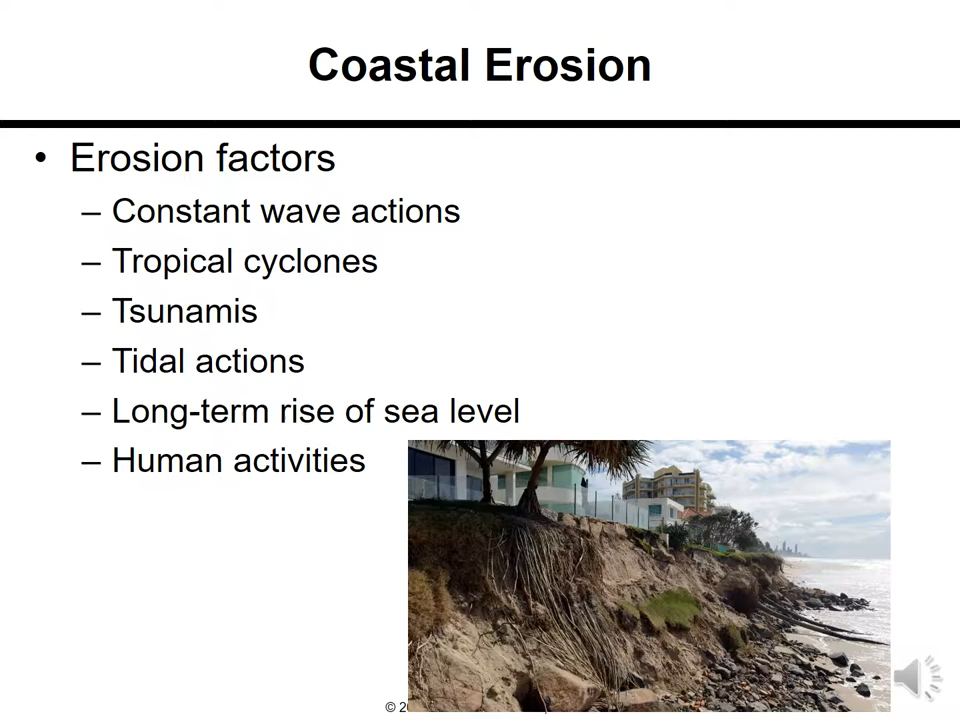 Coastal Erosion
• Erosion factors
– Constant wave actions
– Tropical cyclones
– Tsunamis
– Tidal actions
– Long-term rise of sea level
– Human activities
©